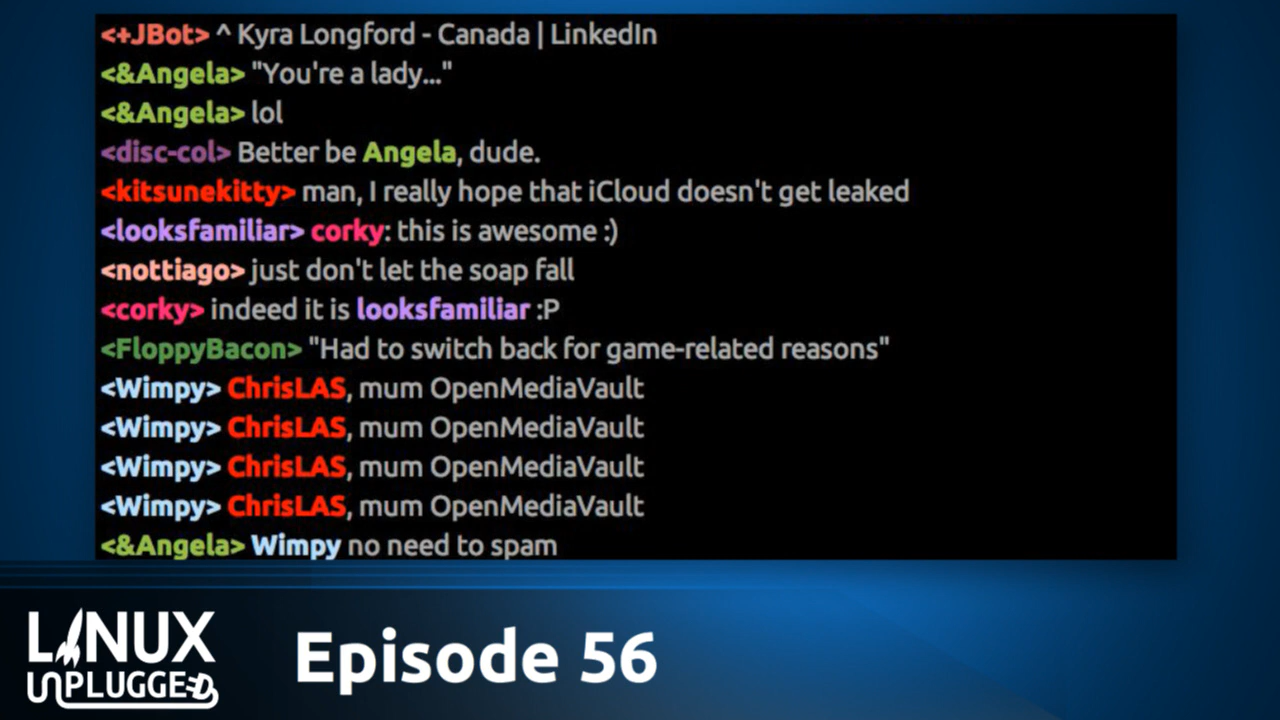 <+JBot> ^ Kyra Longford - Canada | LinkedIn
<&Angela> "You're a lady..."
<&Angela> lol
<disc-col> Better be Angela, dude.
<kitsunekitty> man, I really hope that iCloud doesn't get leaked
<looksfamiliar> corky: this is awesome :)
<nottiago> just don't let the soap fall
<corky> indeed it is looksfamiliar :P
<FloppyBacon> "Had to switch back for game-related reasons"
<Wimpy> ChrisLAS, mum OpenMediaVault
<Wimpy> ChrisLAS, mum OpenMediaVault
<Wimpy> ChrisLAS, mum OpenMediaVault
<Wimpy> ChrisLAS, mum OpenMediaVault
<&Angela> Wimpy no need to spam
LINUX
UNPLUGGED
Episode 56